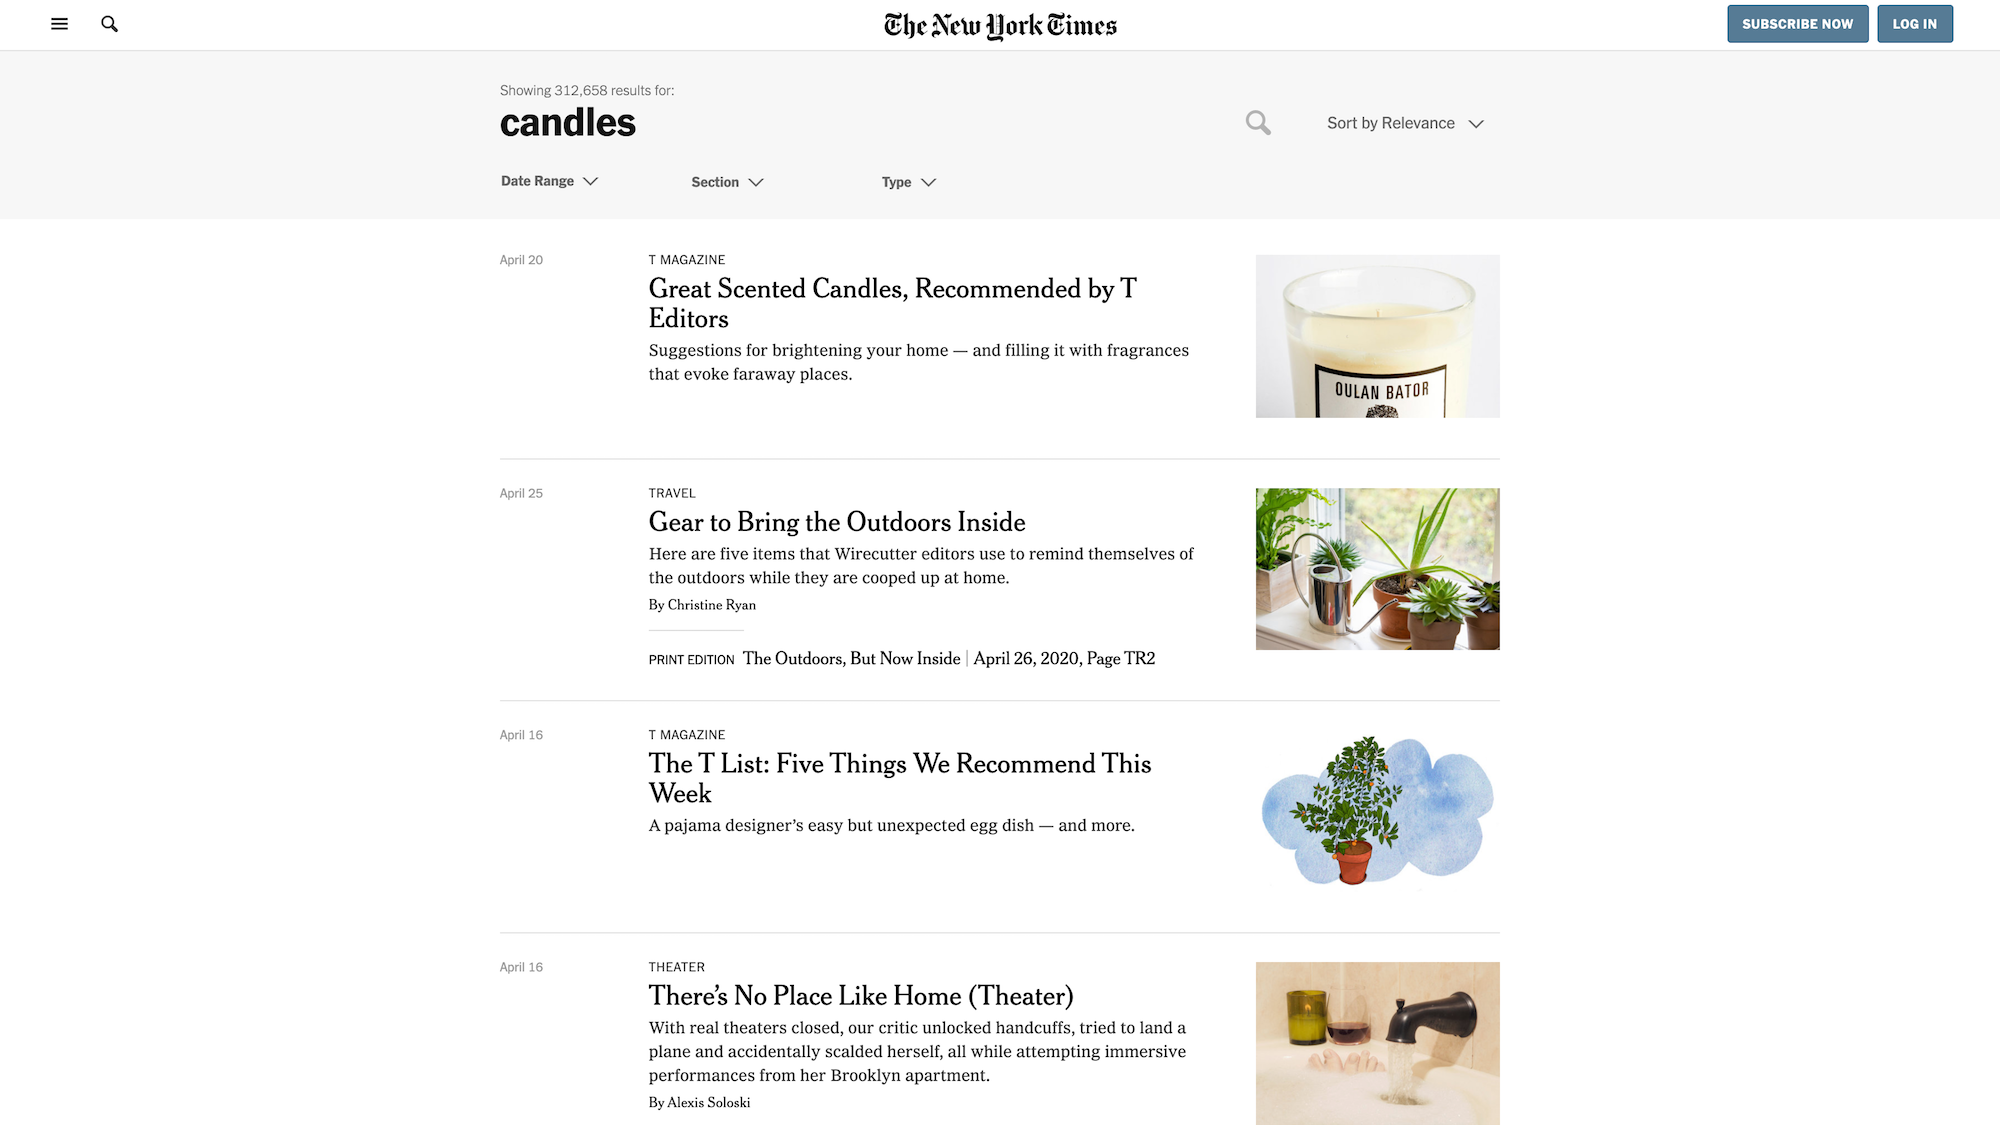 The New York Times
SUBSCRIBE NOW
LOG IN
Showing 312,658 results for:
candles
Sort by Relevance
Date Range
Section
Type
April 20
T MAGAZINE
Great Scented Candles, Recommended by T
Editors
Suggestions for brightening your home — and filling it with fragrances
that evoke faraway places.
OULAN BATOR
April 25
TRAVEL
Gear to Bring the Outdoors Inside
Here are five items that Wirecutter editors use to remind themselves of
the outdoors while they are cooped up at home.
By Christine Ryan
PRINT EDITION The Outdoors, But Now Inside | April 26, 2020, Page TR2
April 16
T MAGAZINE
The T List: Five Things We Recommend This
Week
A pajama designer’s easy but unexpected egg dish — and more.
April 16
THEATER
There’s No Place Like Home (Theater)
With real theaters closed, our critic unlocked handcuffs, tried to land a
plane and accidentally scalded herself, all while attempting immersive
performances from her Brooklyn apartment.
By Alexis Soloski